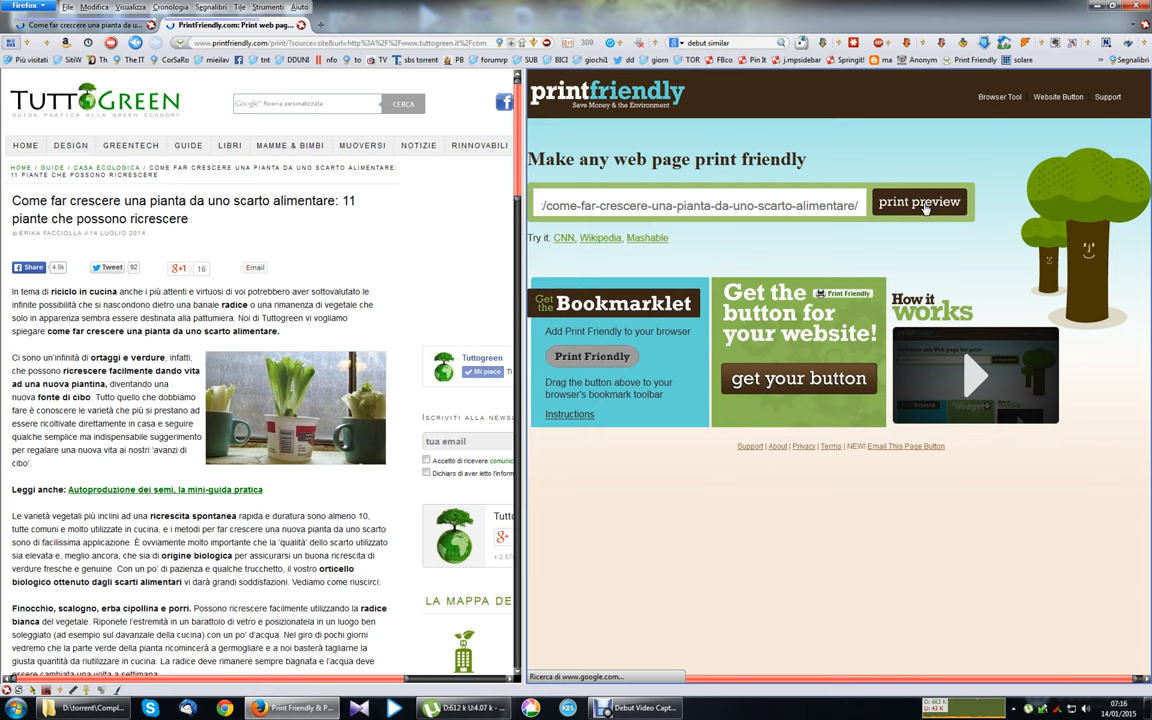 Firefox File Modifica Visualizza Cronologia Segnalibri Tile Strumenti Aiuto
Come far crescere una pianta da u...
PrintFriendly.com: Print web pag...
www.printfriendly.com/print/?source=site&url=http%3A%2F%2Fwww.tuttogreen.it%2Fcom
309
debut similar
Più visitati SitiW Th The IT CorSaRo mieilav tnt DDUNI nfo to TV sbs torrent PB forumrp SUB BICI giochi1 dd giorn TOR FBco Pin It j.mpsidebar Springit! ma Anonym Print Friendly solare Segnalibri
TUTTOGREEN
GUIDA PRATICA ALLA GREEN ECONOMY
Google™ Ricerca personalizzata
CERCA
HOME DESIGN GREENTECH GUIDE LIBRI MAMME & BIMBI MUOVERSI NOTIZIE RINNOVABILI
HOME / GUIDE / CASA ECOLOGICA / COME FAR CRESCERE UNA PIANTA DA UNO SCARTO ALIMENTARE:
11 PIANTE CHE POSSONO RICRESCERE
Come far crescere una pianta da uno scarto alimentare: 11
piante che possono ricrescere
di ERIKA FACCIOLLA // 14 LUGLIO 2014
Share 4.9k Tweet 92 +1 16 Email
In tema di riciclo in cucina anche i più attenti e virtuosi di voi potrebbero aver sottovalutato le
infinite possibilità che si nascondono dietro una banale radice o una rimanenza di vegetale che
solo in apparenza sembra essere destinata alla pattumiera. Noi di Tuttogreen vi vogliamo
spiegare come far crescere una pianta da uno scarto alimentare.
Ci sono un'infinità di ortaggi e verdure, infatti,
che possono ricrescere facilmente dando vita
ad una nuova piantina, diventando una
nuova fonte di cibo. Tutto quello che dobbiamo
fare è conoscere le varietà che più si prestano ad
essere ricoltivate direttamente in casa e seguire
qualche semplice ma indispensabile suggerimento
per regalare una nuova vita ai nostri 'avanzi di
cibo'.
Leggi anche: Autoproduzione dei semi, la mini-guida pratica
Le varietà vegetali più inclini ad una ricrescita spontanea rapida e duratura sono almeno 10,
tutte comuni e molto utilizzate in cucina, e i metodi per far crescere una nuova pianta da uno scarto
sono di facilissima applicazione. È ovviamente molto importante che la 'qualità' dello scarto utilizzato
sia elevata e, meglio ancora, che sia di origine biologica per assicurarsi un buona ricrescita di
verdure fresche e genuine. Con un po' di pazienza e qualche trucchetto, il vostro orticello
biologico ottenuto dagli scarti alimentari vi darà grandi soddisfazioni. Vediamo come riuscirci:
Finocchio, scalogno, erba cipollina e porri. Possono ricrescere facilmente utilizzando la radice
bianca del vegetale. Riponete l'estremità in un barattolo di vetro e posizionatela in un luogo ben
soleggiato (ad esempio sul davanzale della cucina) con un po' d'acqua. Nel giro di pochi giorni
vedremo che la parte verde della pianta ricomincerà a germogliare e a noi basterà tagliarne la
giusta quantità da riutilizzare in cucina. La radice deve rimanere sempre bagnata e l'acqua deve
essere cambiata una volta a settimana.
Tuttogreen
Mi piace
ISCRIVITI ALLA NEWSL
tua email
Accetto di ricevere comunic
Dichiaro di aver letto l'inform
LA MAPPA DE
printfriendly
Save Money & the Environment
Browser Tool Website Button Support
Make any web page print friendly
:/come-far-crescere-una-pianta-da-uno-scarto-alimentare/
print preview
Try it: CNN, Wikipedia, Mashable
Get the Bookmarklet
Add Print Friendly to your browser
Print Friendly
Drag the button above to your
browser's bookmark toolbar
Instructions
Get the Print Friendly
button for
your website!
get your button
How it
works
Support | About | Privacy | Terms | NEW! Email This Page Button
Ricerca di www.google.com...
D:\torrent\Compl...
Print Friendly & P...
D:612 k U:4.07 k - ...
Debut Video Capt...
D: 663 K
U: 43 K
07:16
14/01/2015